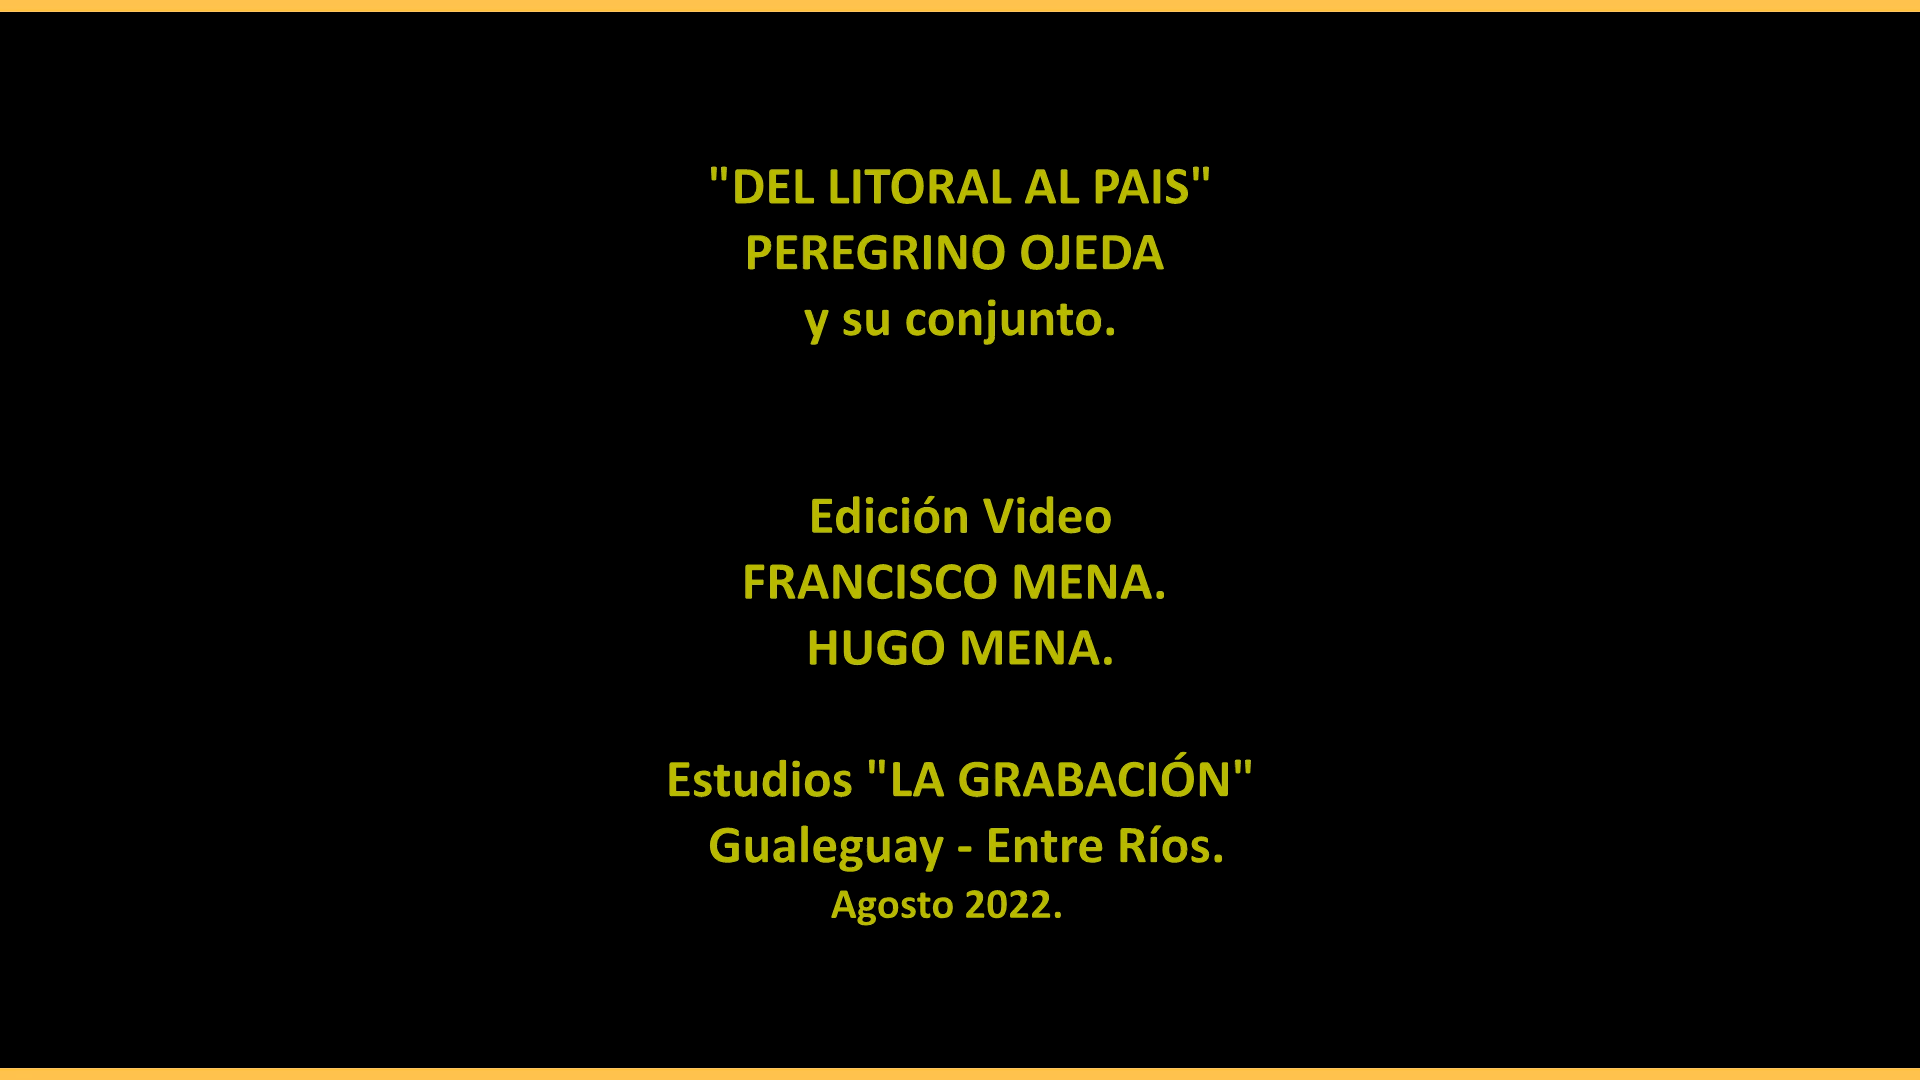 "DEL LITORAL AL PAIS"
PEREGRINO OJEDA
y su conjunto.
Edición Video
FRANCISCO MENA.
HUGO MENA.
Estudios "LA GRABACIÓN"
Gualeguay - Entre Ríos.
Agosto 2022.